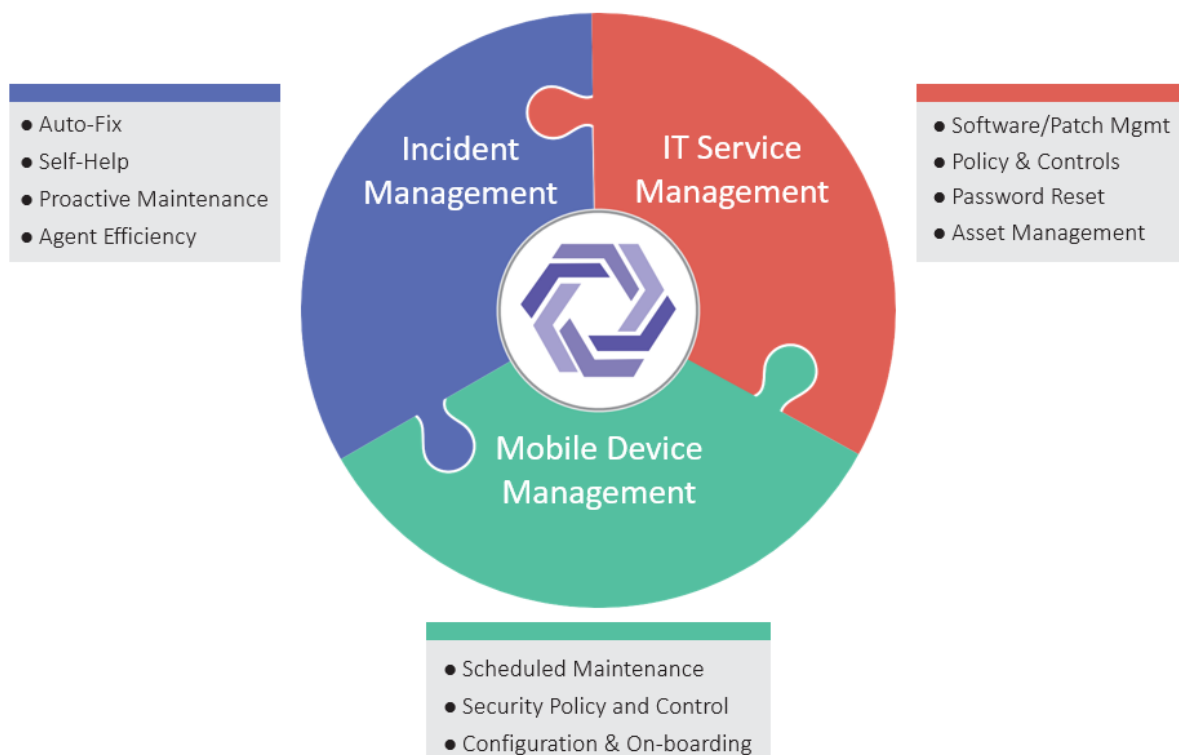 Incident
Management
IT Service
Management
Mobile Device
Management
● Auto-Fix
● Self-Help
● Proactive Maintenance
● Agent Efficiency
● Software/Patch Mgmt
● Policy & Controls
● Password Reset
● Asset Management
● Scheduled Maintenance
● Security Policy and Control
● Configuration & On-boarding